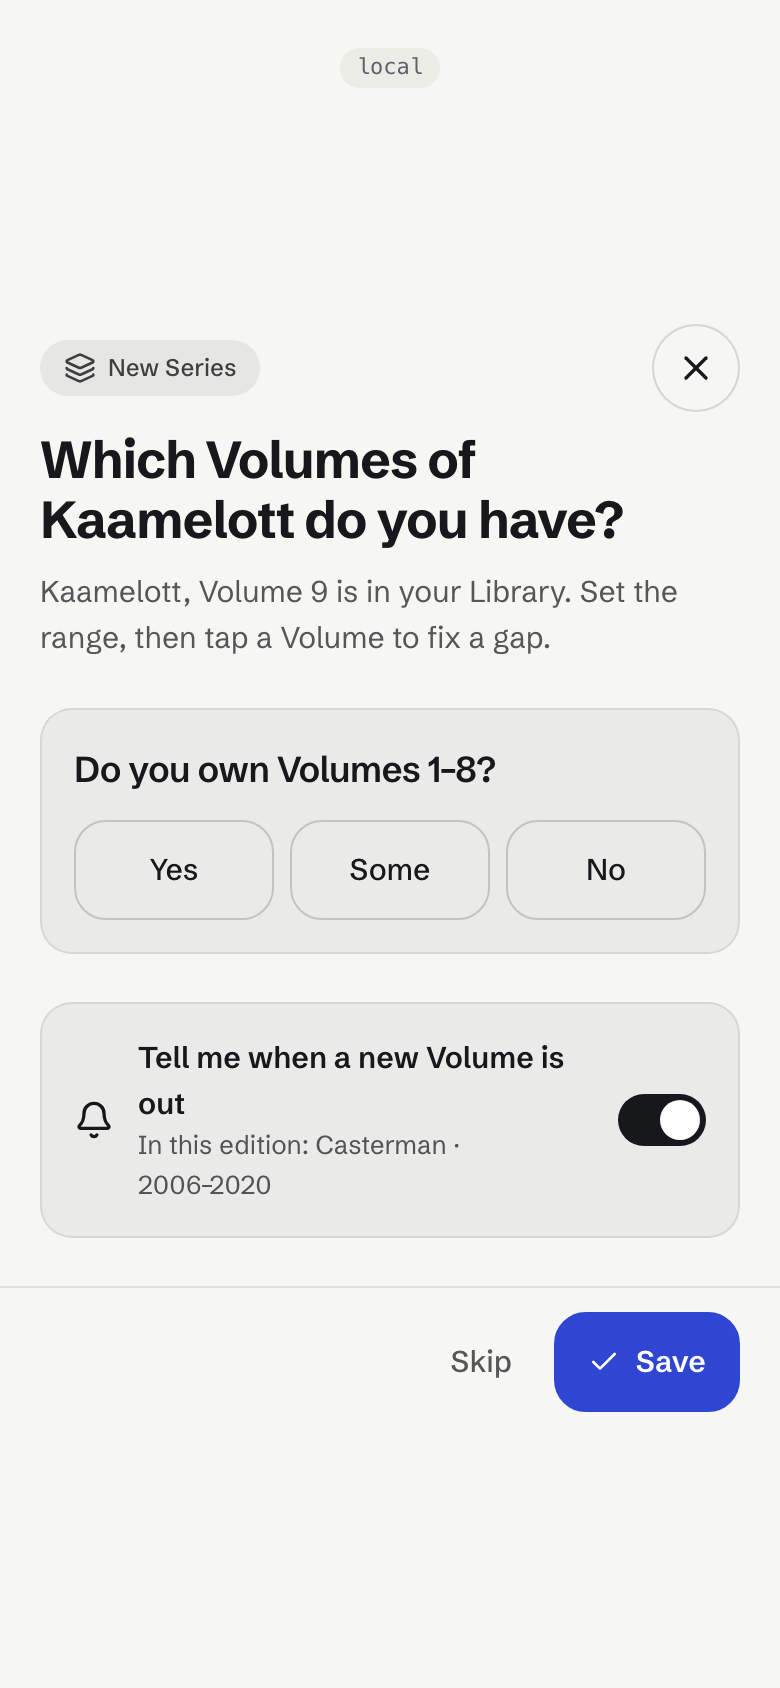 local
New Series
Which Volumes of
Kaamelott do you have?
Kaamelott, Volume 9 is in your Library. Set the
range, then tap a Volume to fix a gap.
Do you own Volumes 1–8?
Yes
Some
No
Tell me when a new Volume is
out
In this edition: Casterman ·
2006–2020
Skip
Save